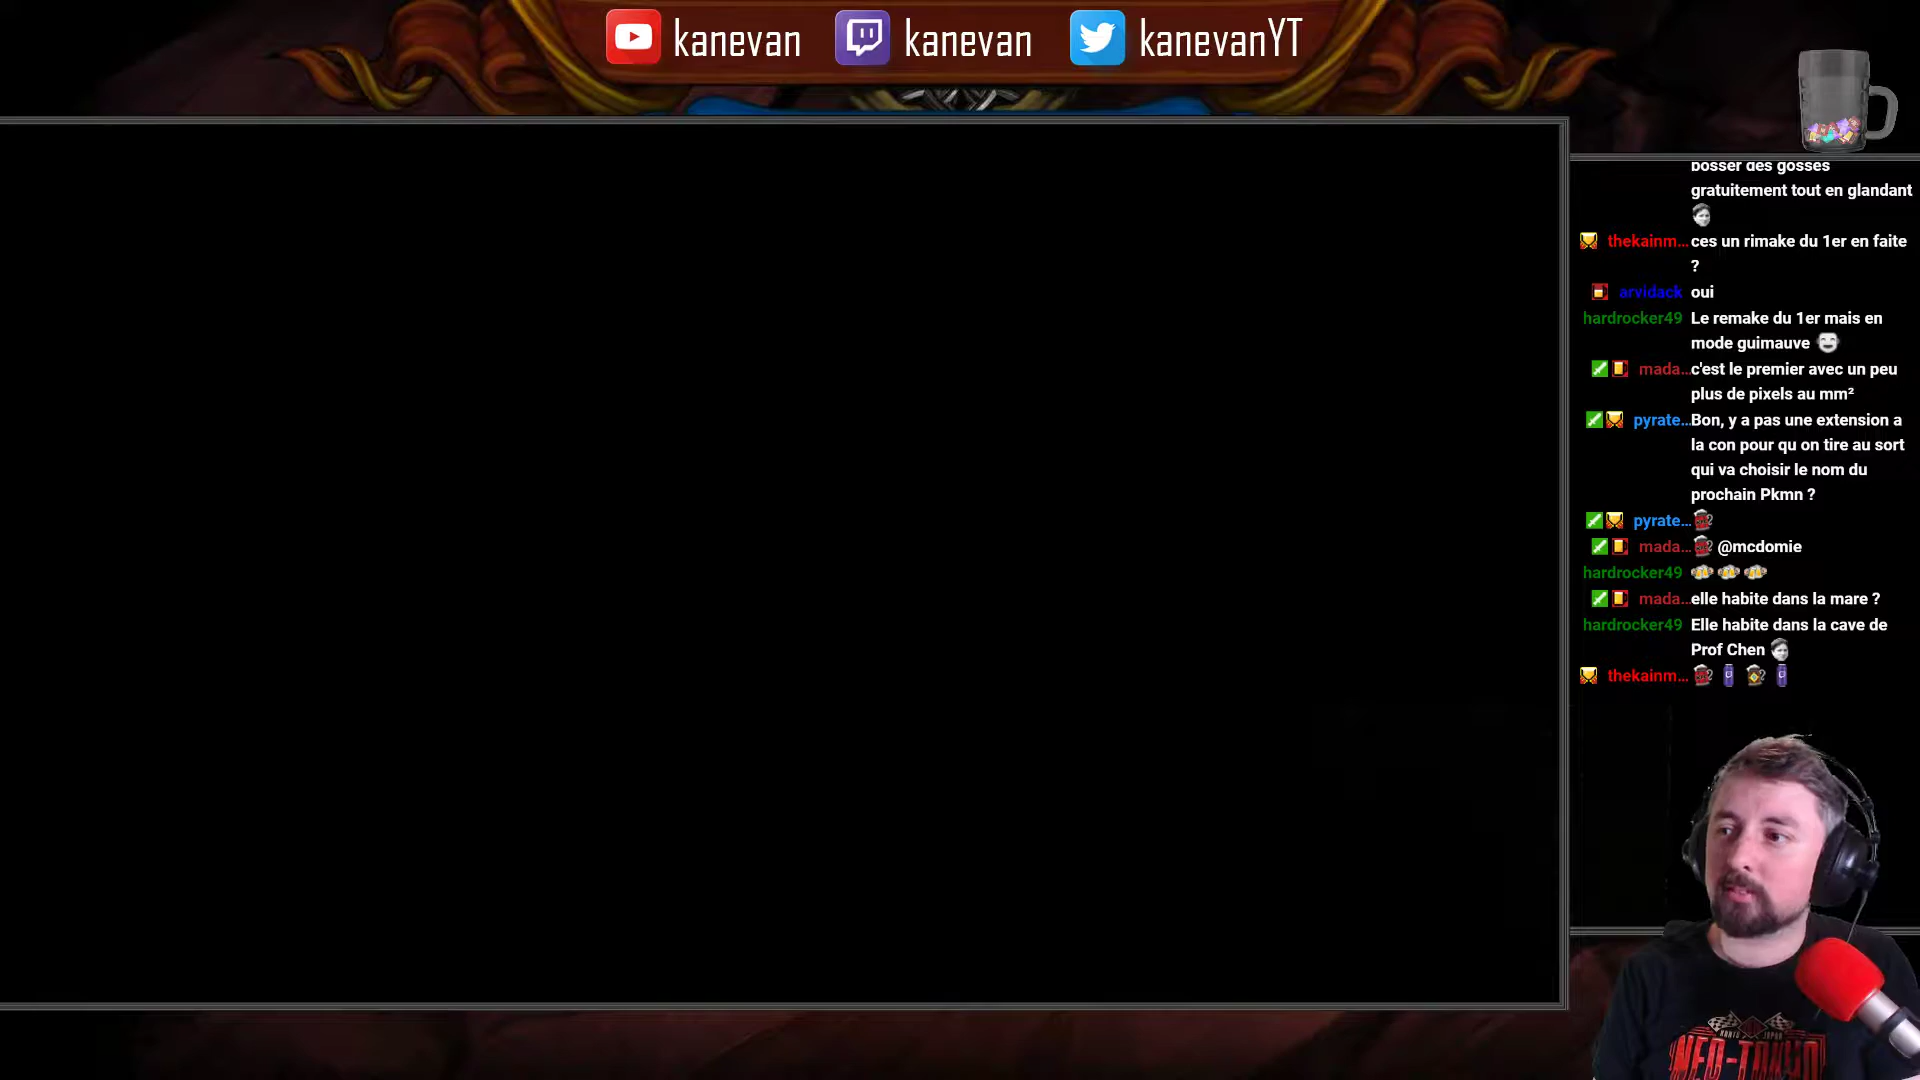 kanevan kanevan kanevanYT
bosser des gosses
gratuitement tout en glandant
thekainm... ces un rimake du 1er en faite
?
arvidack oui
hardrocker49 Le remake du 1er mais en
mode guimauve
mada... c'est le premier avec un peu
plus de pixels au mm²
pyrate... Bon, y a pas une extension a
la con pour qu on tire au sort
qui va choisir le nom du
prochain Pkmn ?
pyrate...
mada... @mcdomie
hardrocker49
mada... elle habite dans la mare ?
hardrocker49 Elle habite dans la cave de
Prof Chen
thekainm...
NEO-TOKYO